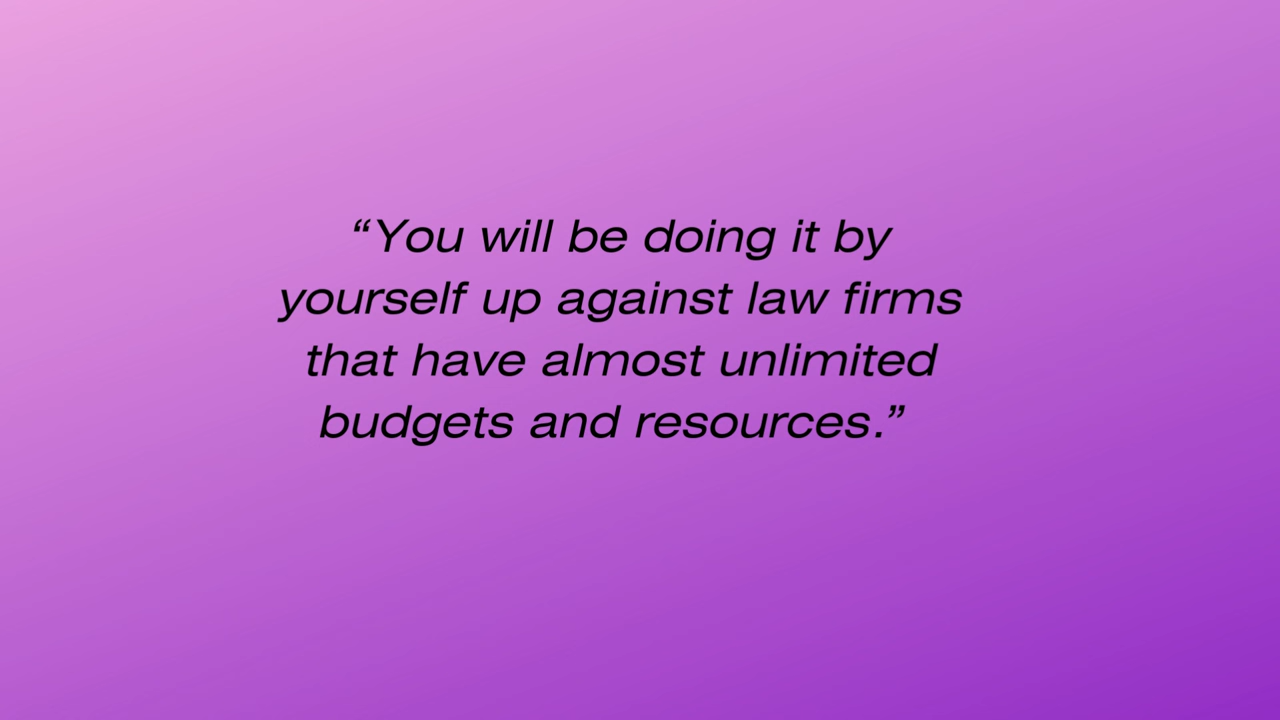 “You will be doing it by
yourself up against law firms
that have almost unlimited
budgets and resources.”